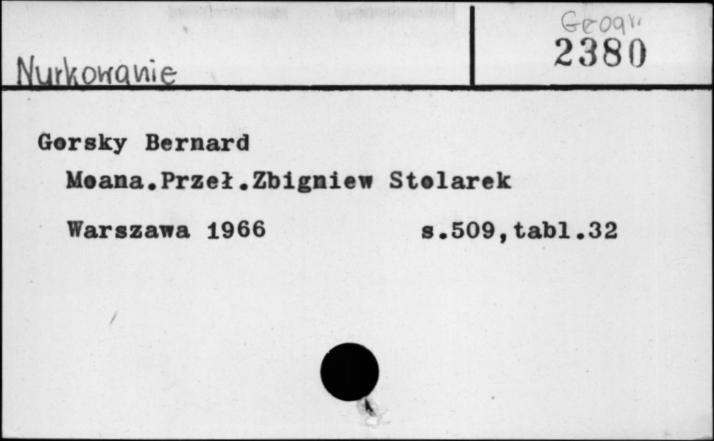 Geogr.
2380
Nurkowanie
Gorsky Bernard
Moana.Przeł.Zbigniew Stolarek
Warszawa 1966 s.509,tabl.32